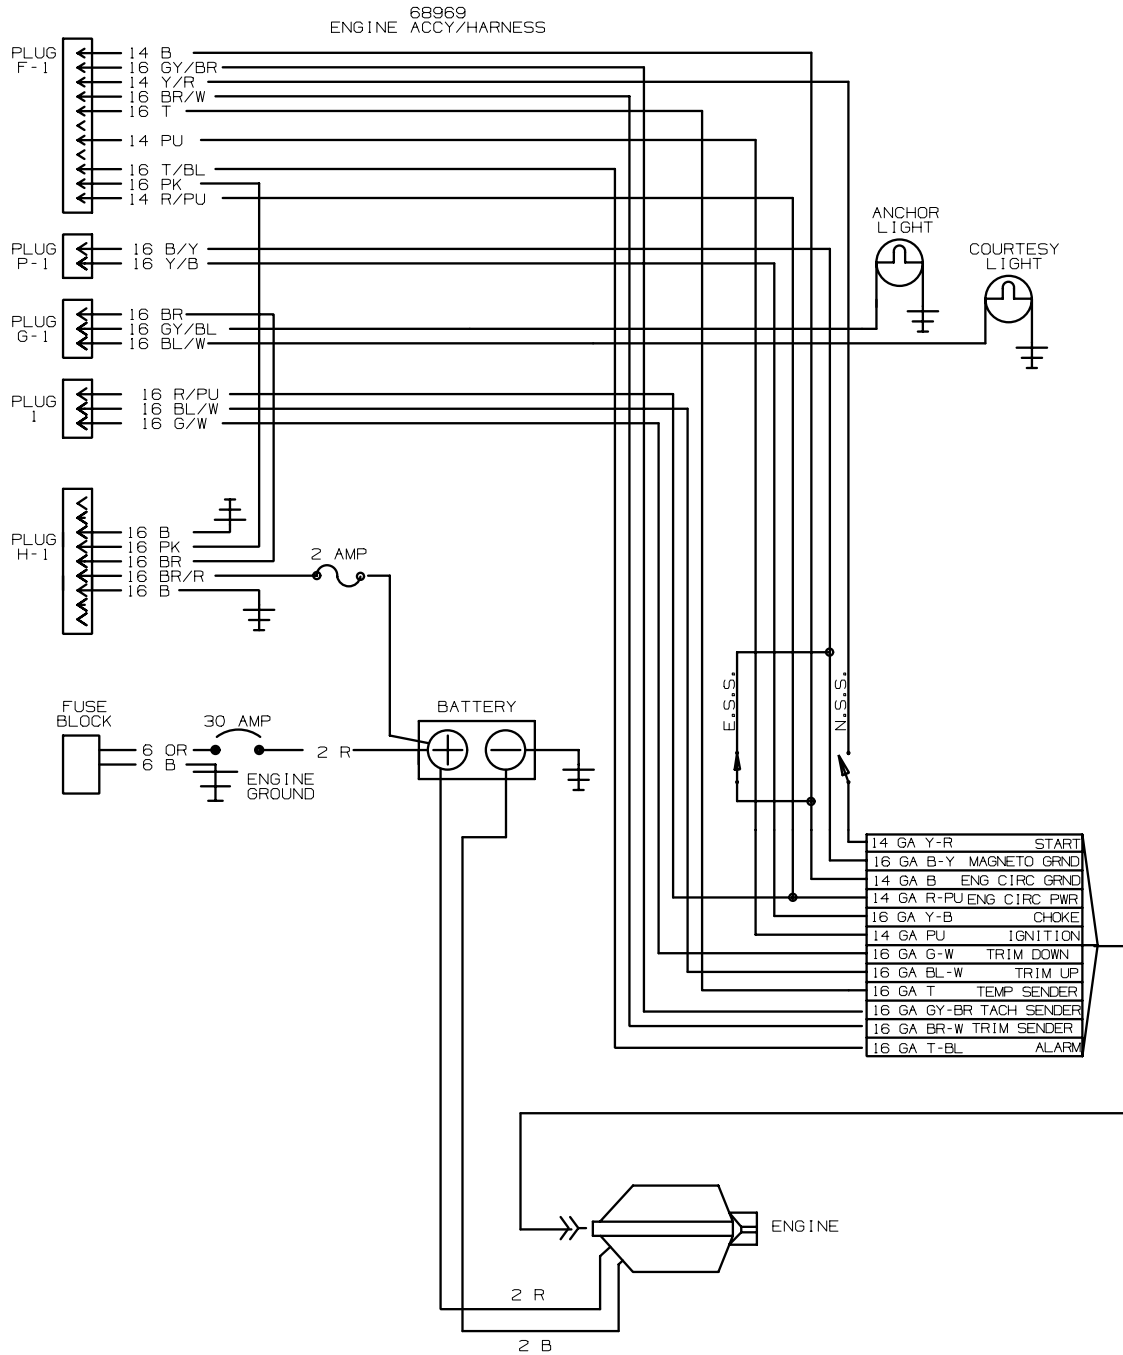 68969
ENGINE ACCY/HARNESS
PLUG
F-1
14 B
16 GY/BR
14 Y/R
16 BR/W
16 T
14 PU
16 T/BL
16 PK
14 R/PU
PLUG
P-1
16 B/Y
16 Y/B
ANCHOR
LIGHT
COURTESY
LIGHT
PLUG
G-1
16 BR
16 GY/BL
16 BL/W
PLUG
1
16 R/PU
16 BL/W
16 G/W
PLUG
H-1
16 B
16 PK
16 BR
16 BR/R
16 B
2 AMP
E.S.S.
N.S.S.
FUSE
BLOCK
6 OR
6 B
30 AMP
ENGINE
GROUND
2 R
BATTERY
14 GA Y-R START
16 GA B-Y MAGNETO GRND
14 GA B ENG CIRC GRND
14 GA R-PU ENG CIRC PWR
16 GA Y-B CHOKE
14 GA PU IGNITION
16 GA G-W TRIM DOWN
16 GA BL-W TRIM UP
16 GA T TEMP SENDER
16 GA GY-BR TACH SENDER
16 GA BR-W TRIM SENDER
16 GA T-BL ALARM
ENGINE
2 R
2 B